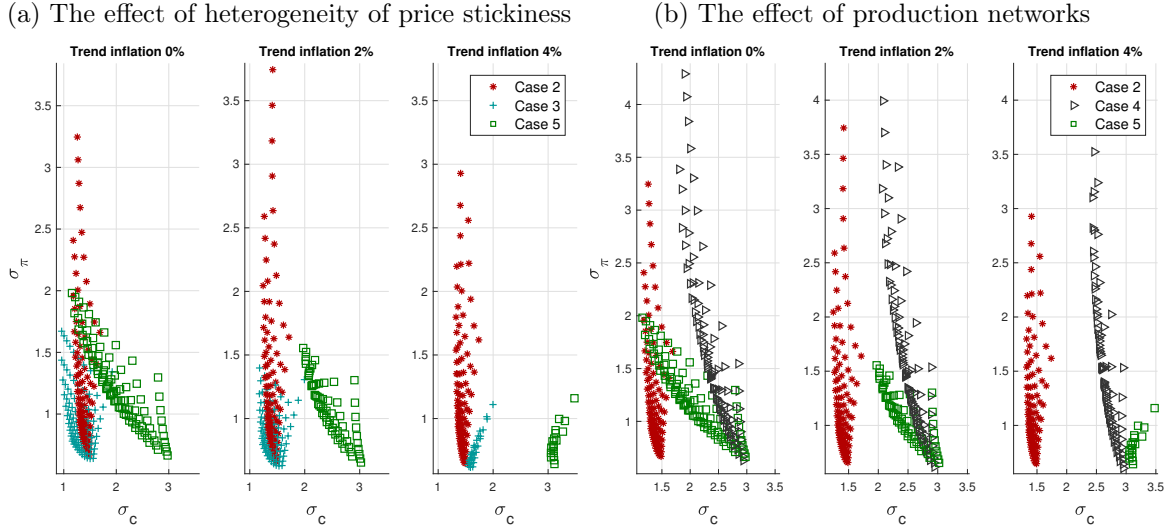 (a) The effect of heterogeneity of price stickiness
(b) The effect of production networks
Trend inflation 0%
Trend inflation 2%
Trend inflation 4%
Trend inflation 0%
Trend inflation 2%
Trend inflation 4%
σπ
3.5
3
2.5
2
1.5
1
3.5
3
2.5
2
1.5
1
3.5
3
2.5
2
1.5
1
Case 2
Case 3
Case 5
σπ
4
3.5
3
2.5
2
1.5
1
4
3.5
3
2.5
2
1.5
1
4
3.5
3
2.5
2
1.5
1
Case 2
Case 4
Case 5
1 2 3
1 2 3
1 2 3
1.5 2 2.5 3 3.5
1.5 2 2.5 3 3.5
1.5 2 2.5 3 3.5
σc
σc
σc
σc
σc
σc